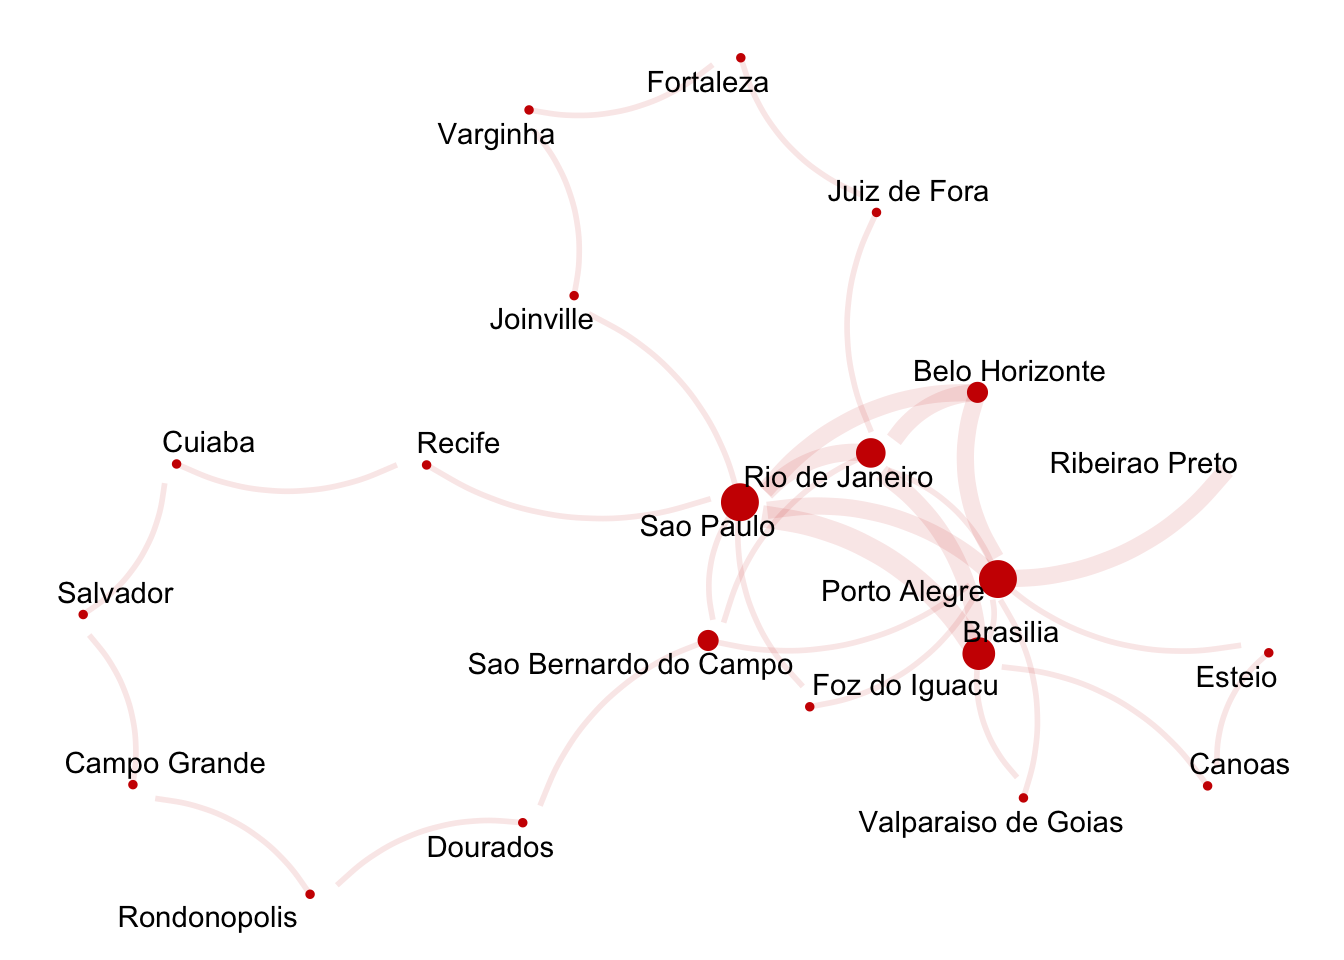 Fortaleza
Varginha
Juiz de Fora
Joinville
Belo Horizonte
Cuiaba
Recife
Ribeirao Preto
Rio de Janeiro
Sao Paulo
Salvador
Porto Alegre
Brasilia
Sao Bernardo do Campo
Esteio
Foz do Iguacu
Campo Grande
Canoas
Valparaiso de Goias
Dourados
Rondonopolis